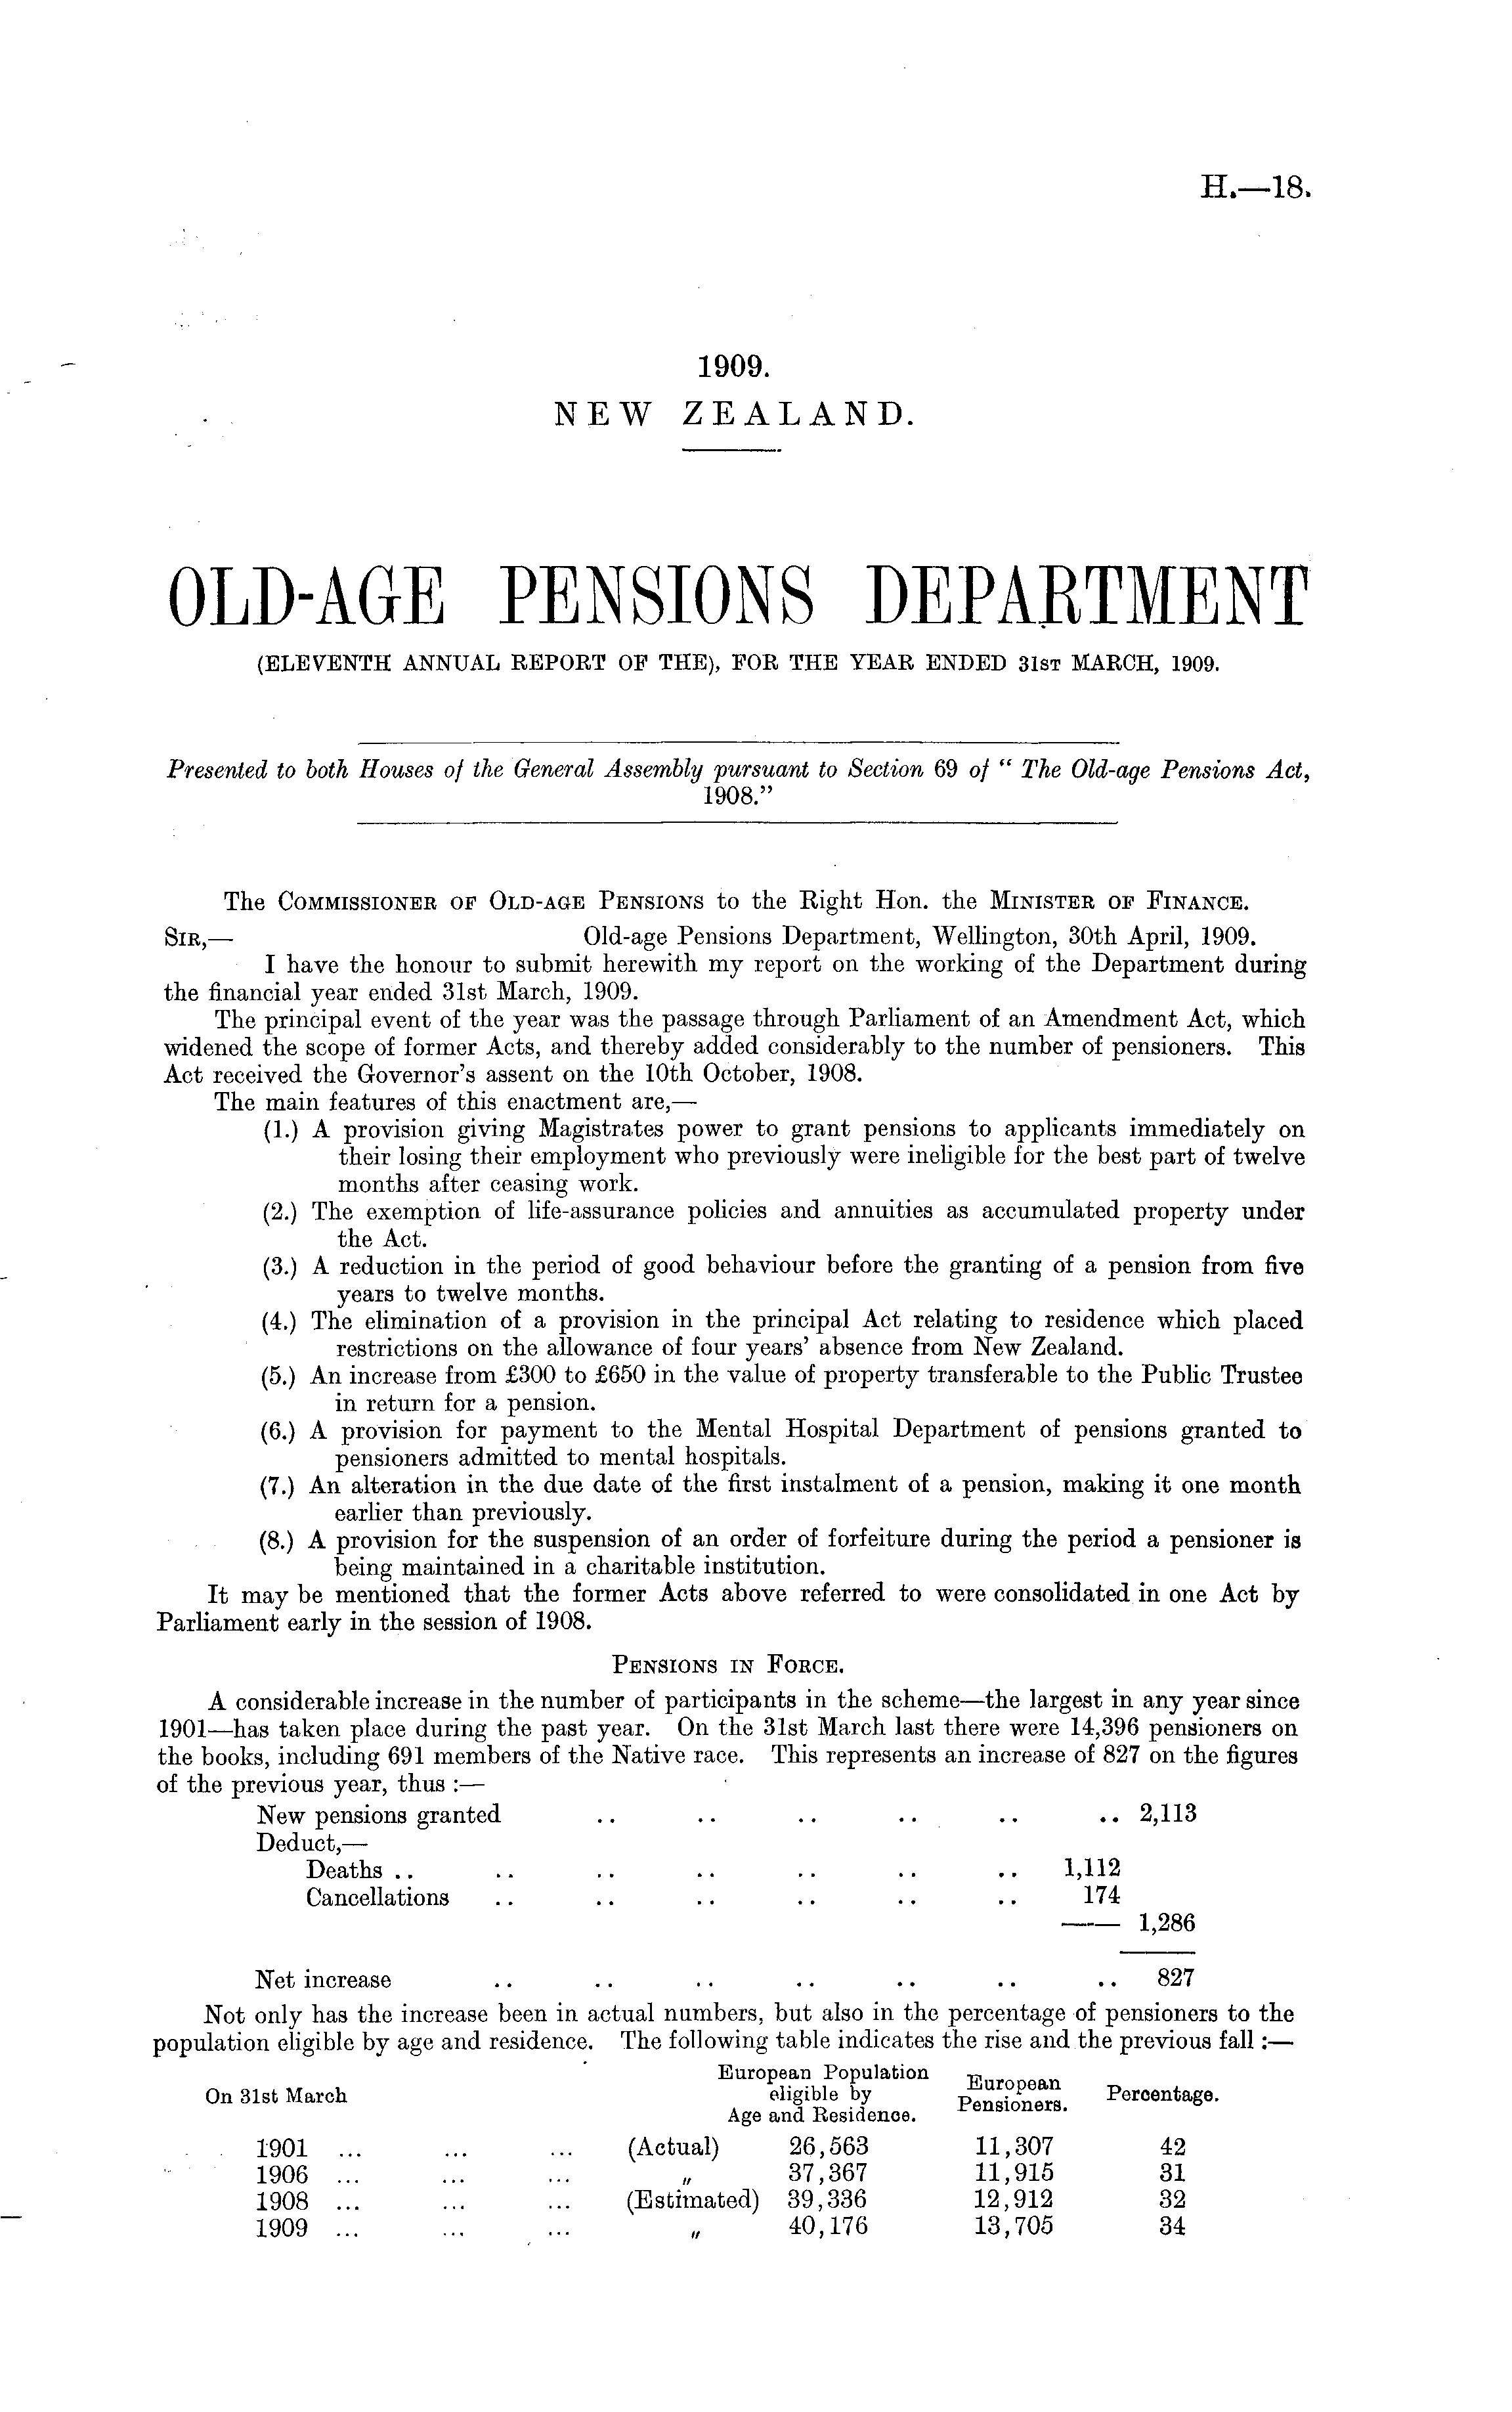 H.—18.
1909.
NEW ZEALAND.
OLD-AGE PENSIONS DEPARTMENT
(ELEVENTH ANNUAL REPORT OF THE), FOR THE YEAR ENDED 31ST MARCH, 1909.
Presented to both Houses of the General Assembly pursuant to Section 69 of “ The Old-age Pensions Act,
1908.”
The COMMISSIONER OF OLD-AGE PENSIONS to the Right Hon. the MINISTER OF FINANCE.
SIR,— Old-age Pensions Department, Wellington, 30th April, 1909.
I have the honour to submit herewith my report on the working of the Department during
the financial year ended 31st March, 1909.
The principal event of the year was the passage through Parliament of an Amendment Act, which
widened the scope of former Acts, and thereby added considerably to the number of pensioners. This
Act received the Governor’s assent on the 10th October, 1908.
The main features of this enactment are,—
(1.) A provision giving Magistrates power to grant pensions to applicants immediately on
their losing their employment who previously were ineligible for the best part of twelve
months after ceasing work.
(2.) The exemption of life-assurance policies and annuities as accumulated property under
the Act.
(3.) A reduction in the period of good behaviour before the granting of a pension from five
years to twelve months.
(4.) The elimination of a provision in the principal Act relating to residence which placed
restrictions on the allowance of four years’ absence from New Zealand.
(5.) An increase from £300 to £650 in the value of property transferable to the Public Trustee
in return for a pension.
(6.) A provision for payment to the Mental Hospital Department of pensions granted to
pensioners admitted to mental hospitals.
(7.) An alteration in the due date of the first instalment of a pension, making it one month
earlier than previously.
(8.) A provision for the suspension of an order of forfeiture during the period a pensioner is
being maintained in a charitable institution.
It may be mentioned that the former Acts above referred to were consolidated in one Act by
Parliament early in the session of 1908.
PENSIONS IN FORCE.
A considerable increase in the number of participants in the scheme—the largest in any year since
1901—has taken place during the past year. On the 31st March last there were 14,396 pensioners on
the books, including 691 members of the Native race. This represents an increase of 827 on the figures
of the previous year, thus :—
New pensions granted .. .. .. .. .. .. 2,113
Deduct,—
Deaths .. .. .. .. .. .. .. 1,112
Cancellations .. .. .. .. .. .. 174
—— 1,286
Net increase .. .. .. .. .. .. .. 827
Not only has the increase been in actual numbers, but also in the percentage of pensioners to the
population eligible by age and residence. The following table indicates the rise and the previous fall :—
On 31st March European Population eligible by Age and Residence. European Pensioners. Percentage.
1901 ... ... ... (Actual) 26,563 11,307 42
1906 ... ... ... " 37,367 11,915 31
1908 ... ... ... (Estimated) 39,336 12,912 32
1909 ... ... ... " 40,176 13,705 34